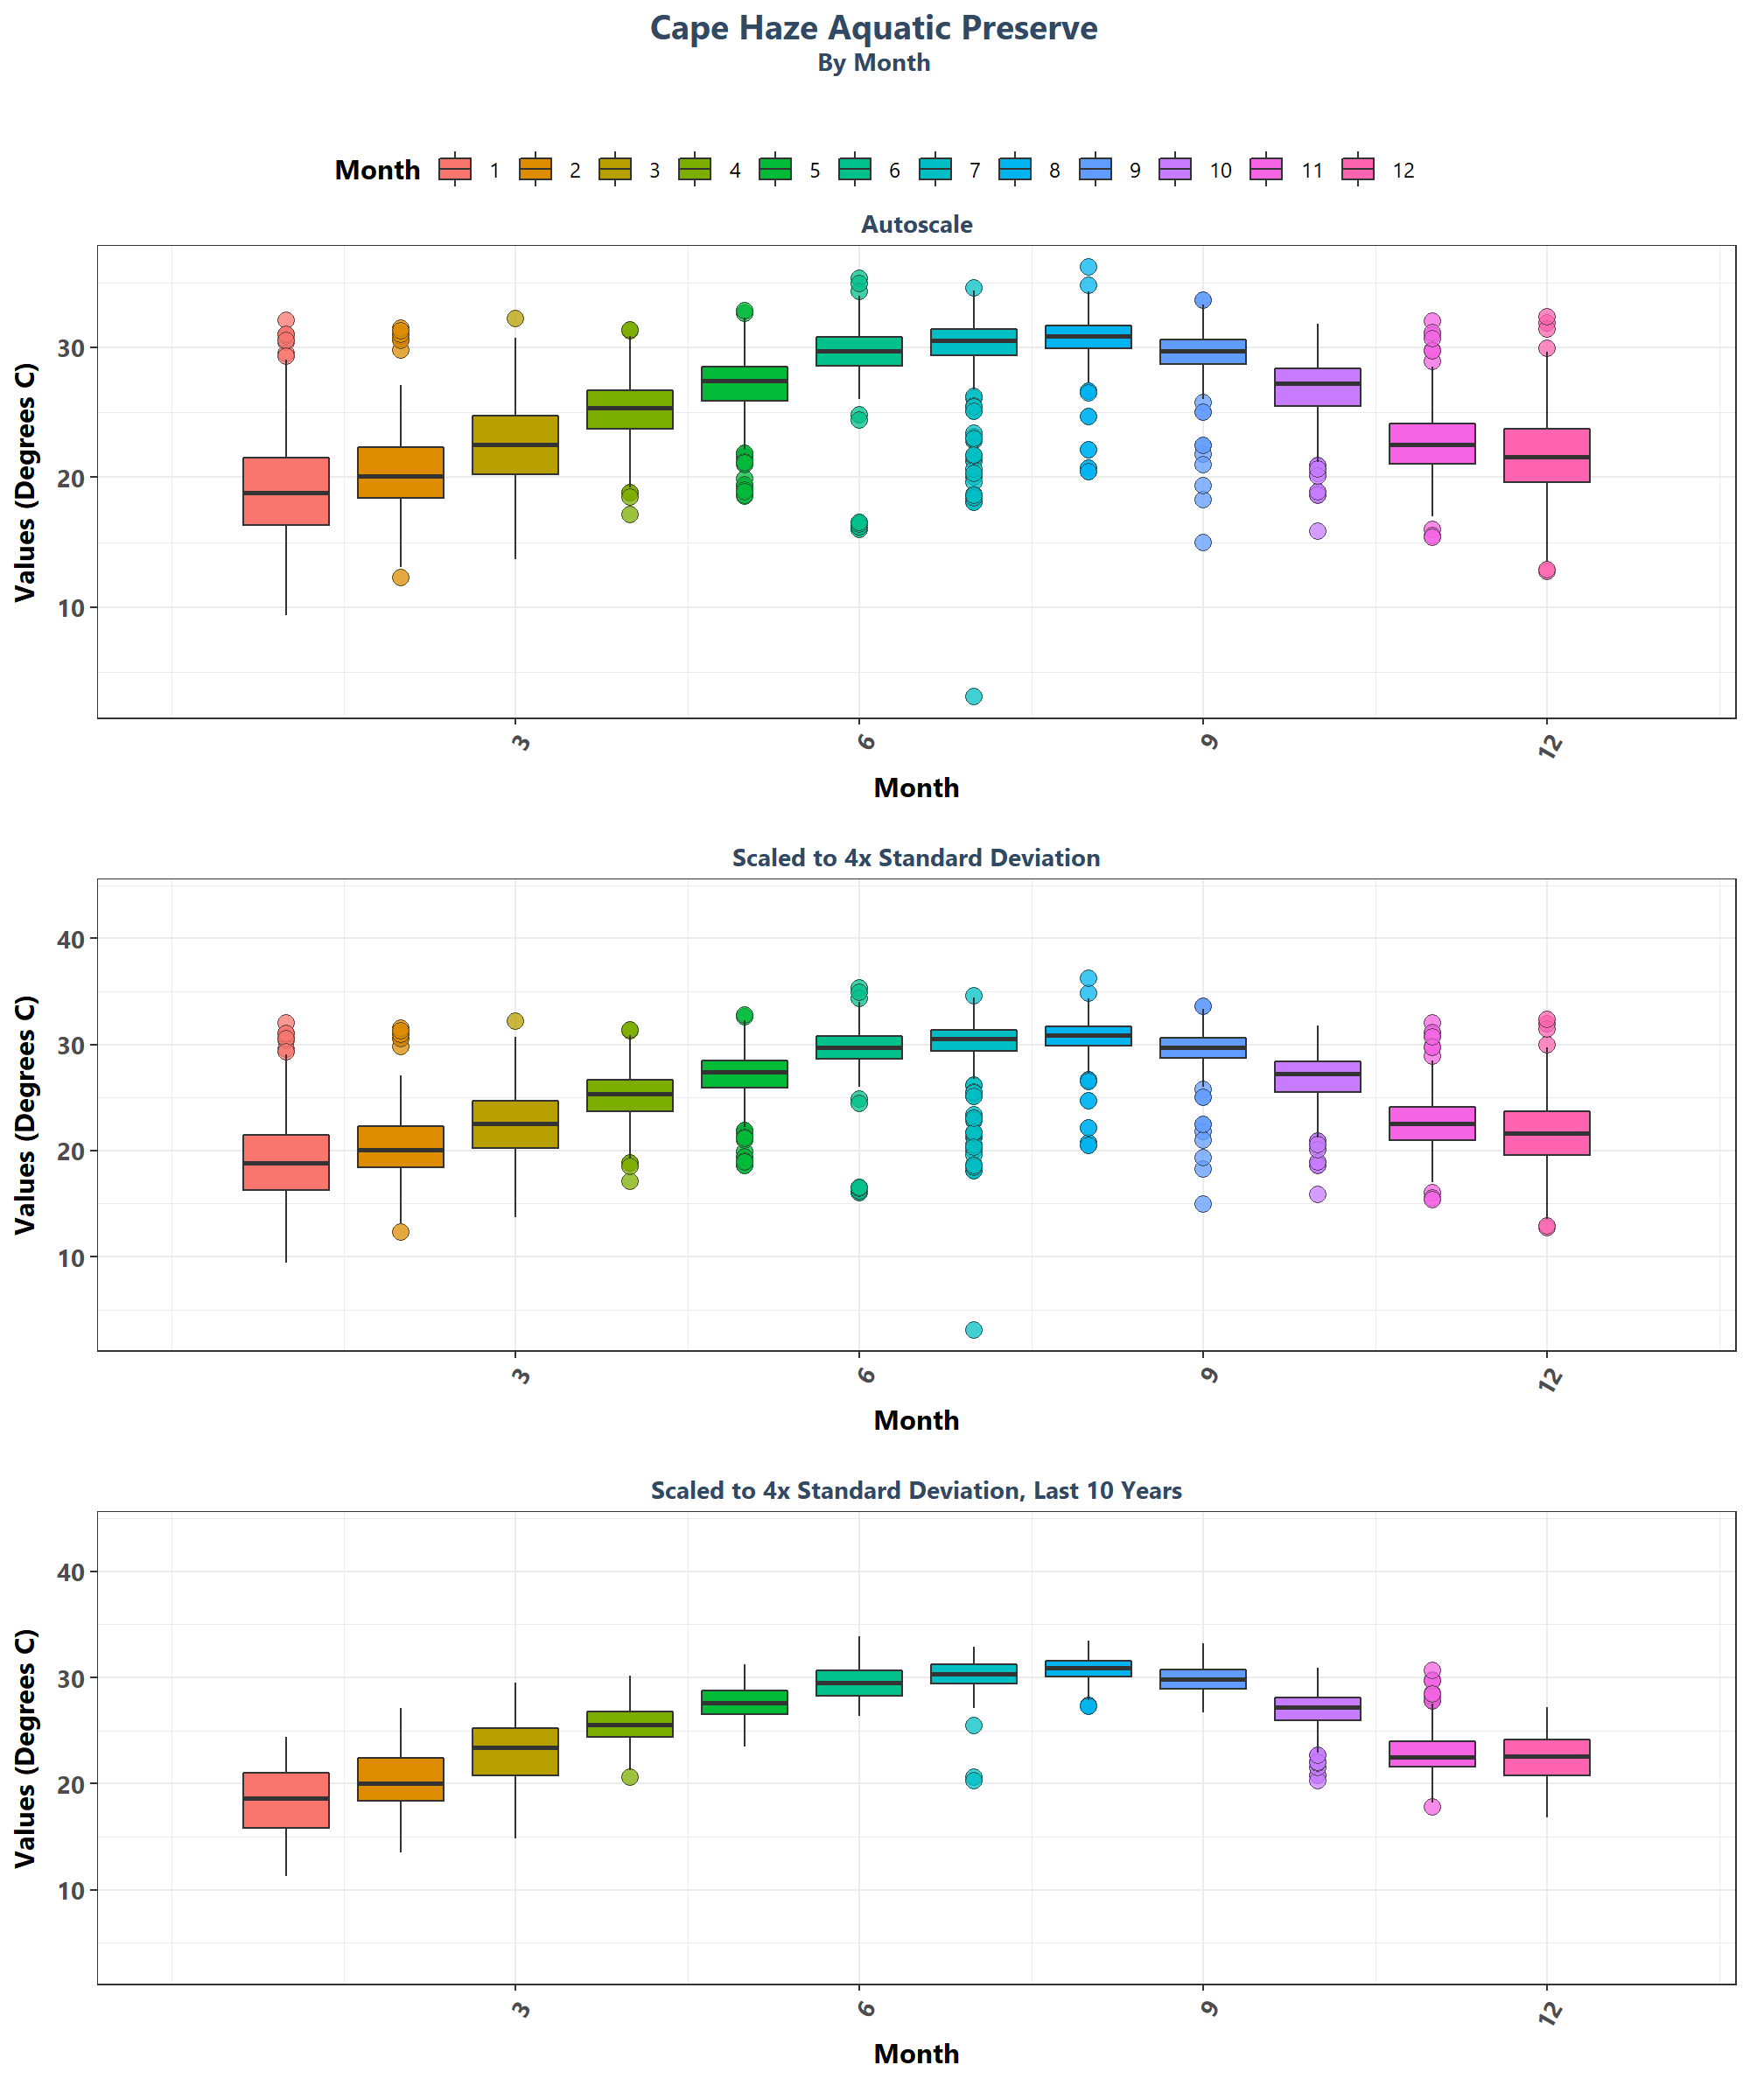 Cape Haze Aquatic Preserve
By Month
Month 1 2 3 4 5 6 7 8 9 10 11 12
Autoscale
Values (Degrees C)
30
20
10
3 6 9 12
Month
Scaled to 4x Standard Deviation
Values (Degrees C)
40
30
20
10
3 6 9 12
Month
Scaled to 4x Standard Deviation, Last 10 Years
Values (Degrees C)
40
30
20
10
3 6 9 12
Month